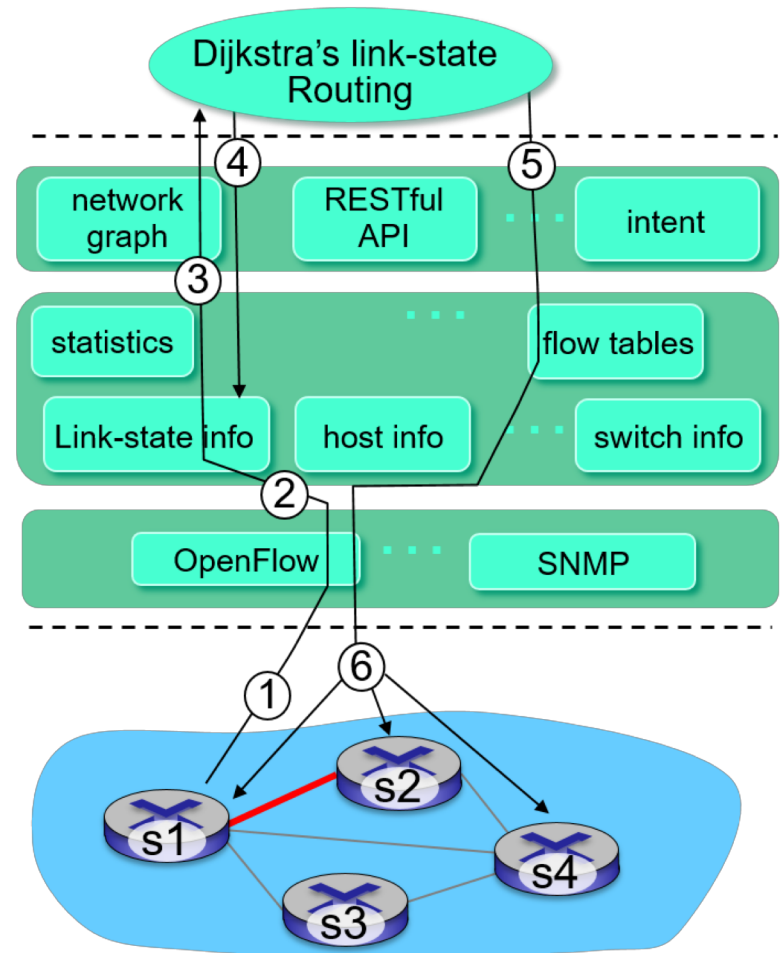 Dijkstra's link-state
Routing
4
5
network
graph
RESTful
API
intent
3
statistics
flow tables
Link-state info
host info
switch info
2
OpenFlow
SNMP
1
6
s2
s1
s4
s3